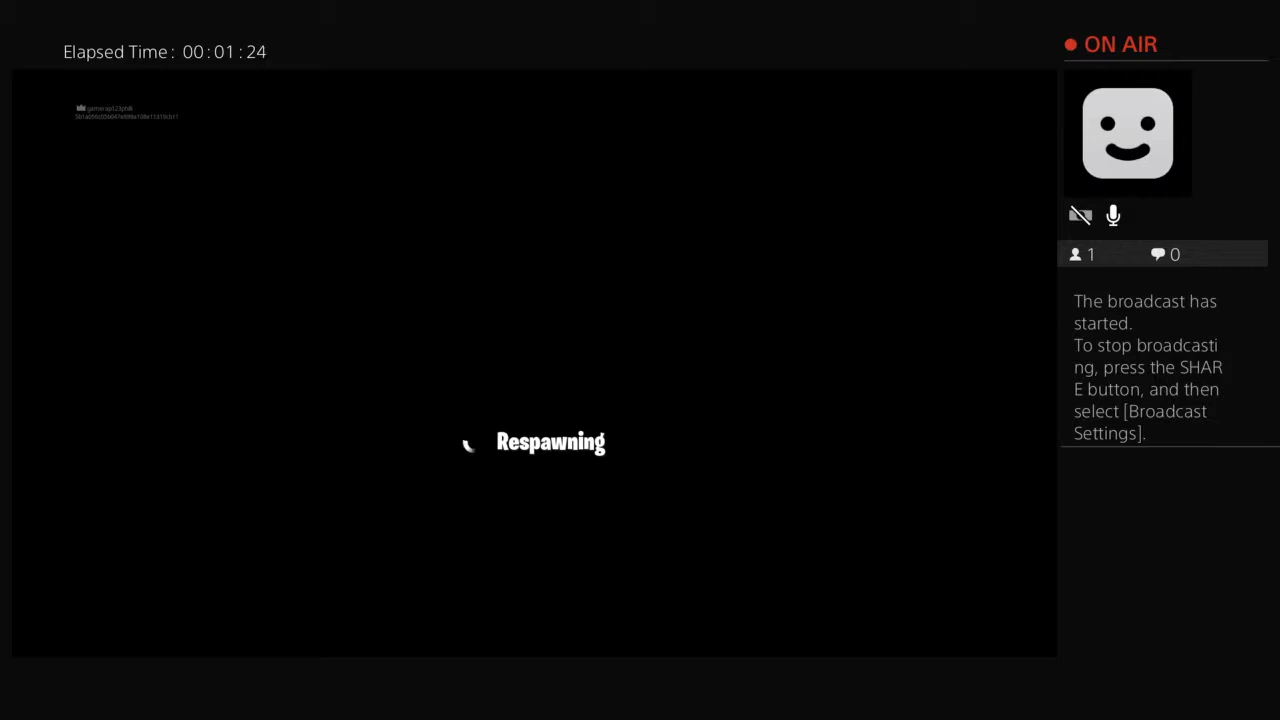 Elapsed Time: 00:01:24
ON AIR
1
0
The broadcast has
started.
To stop broadcasti
ng, press the SHAR
E button, and then
select [Broadcast
Settings].
Respawning